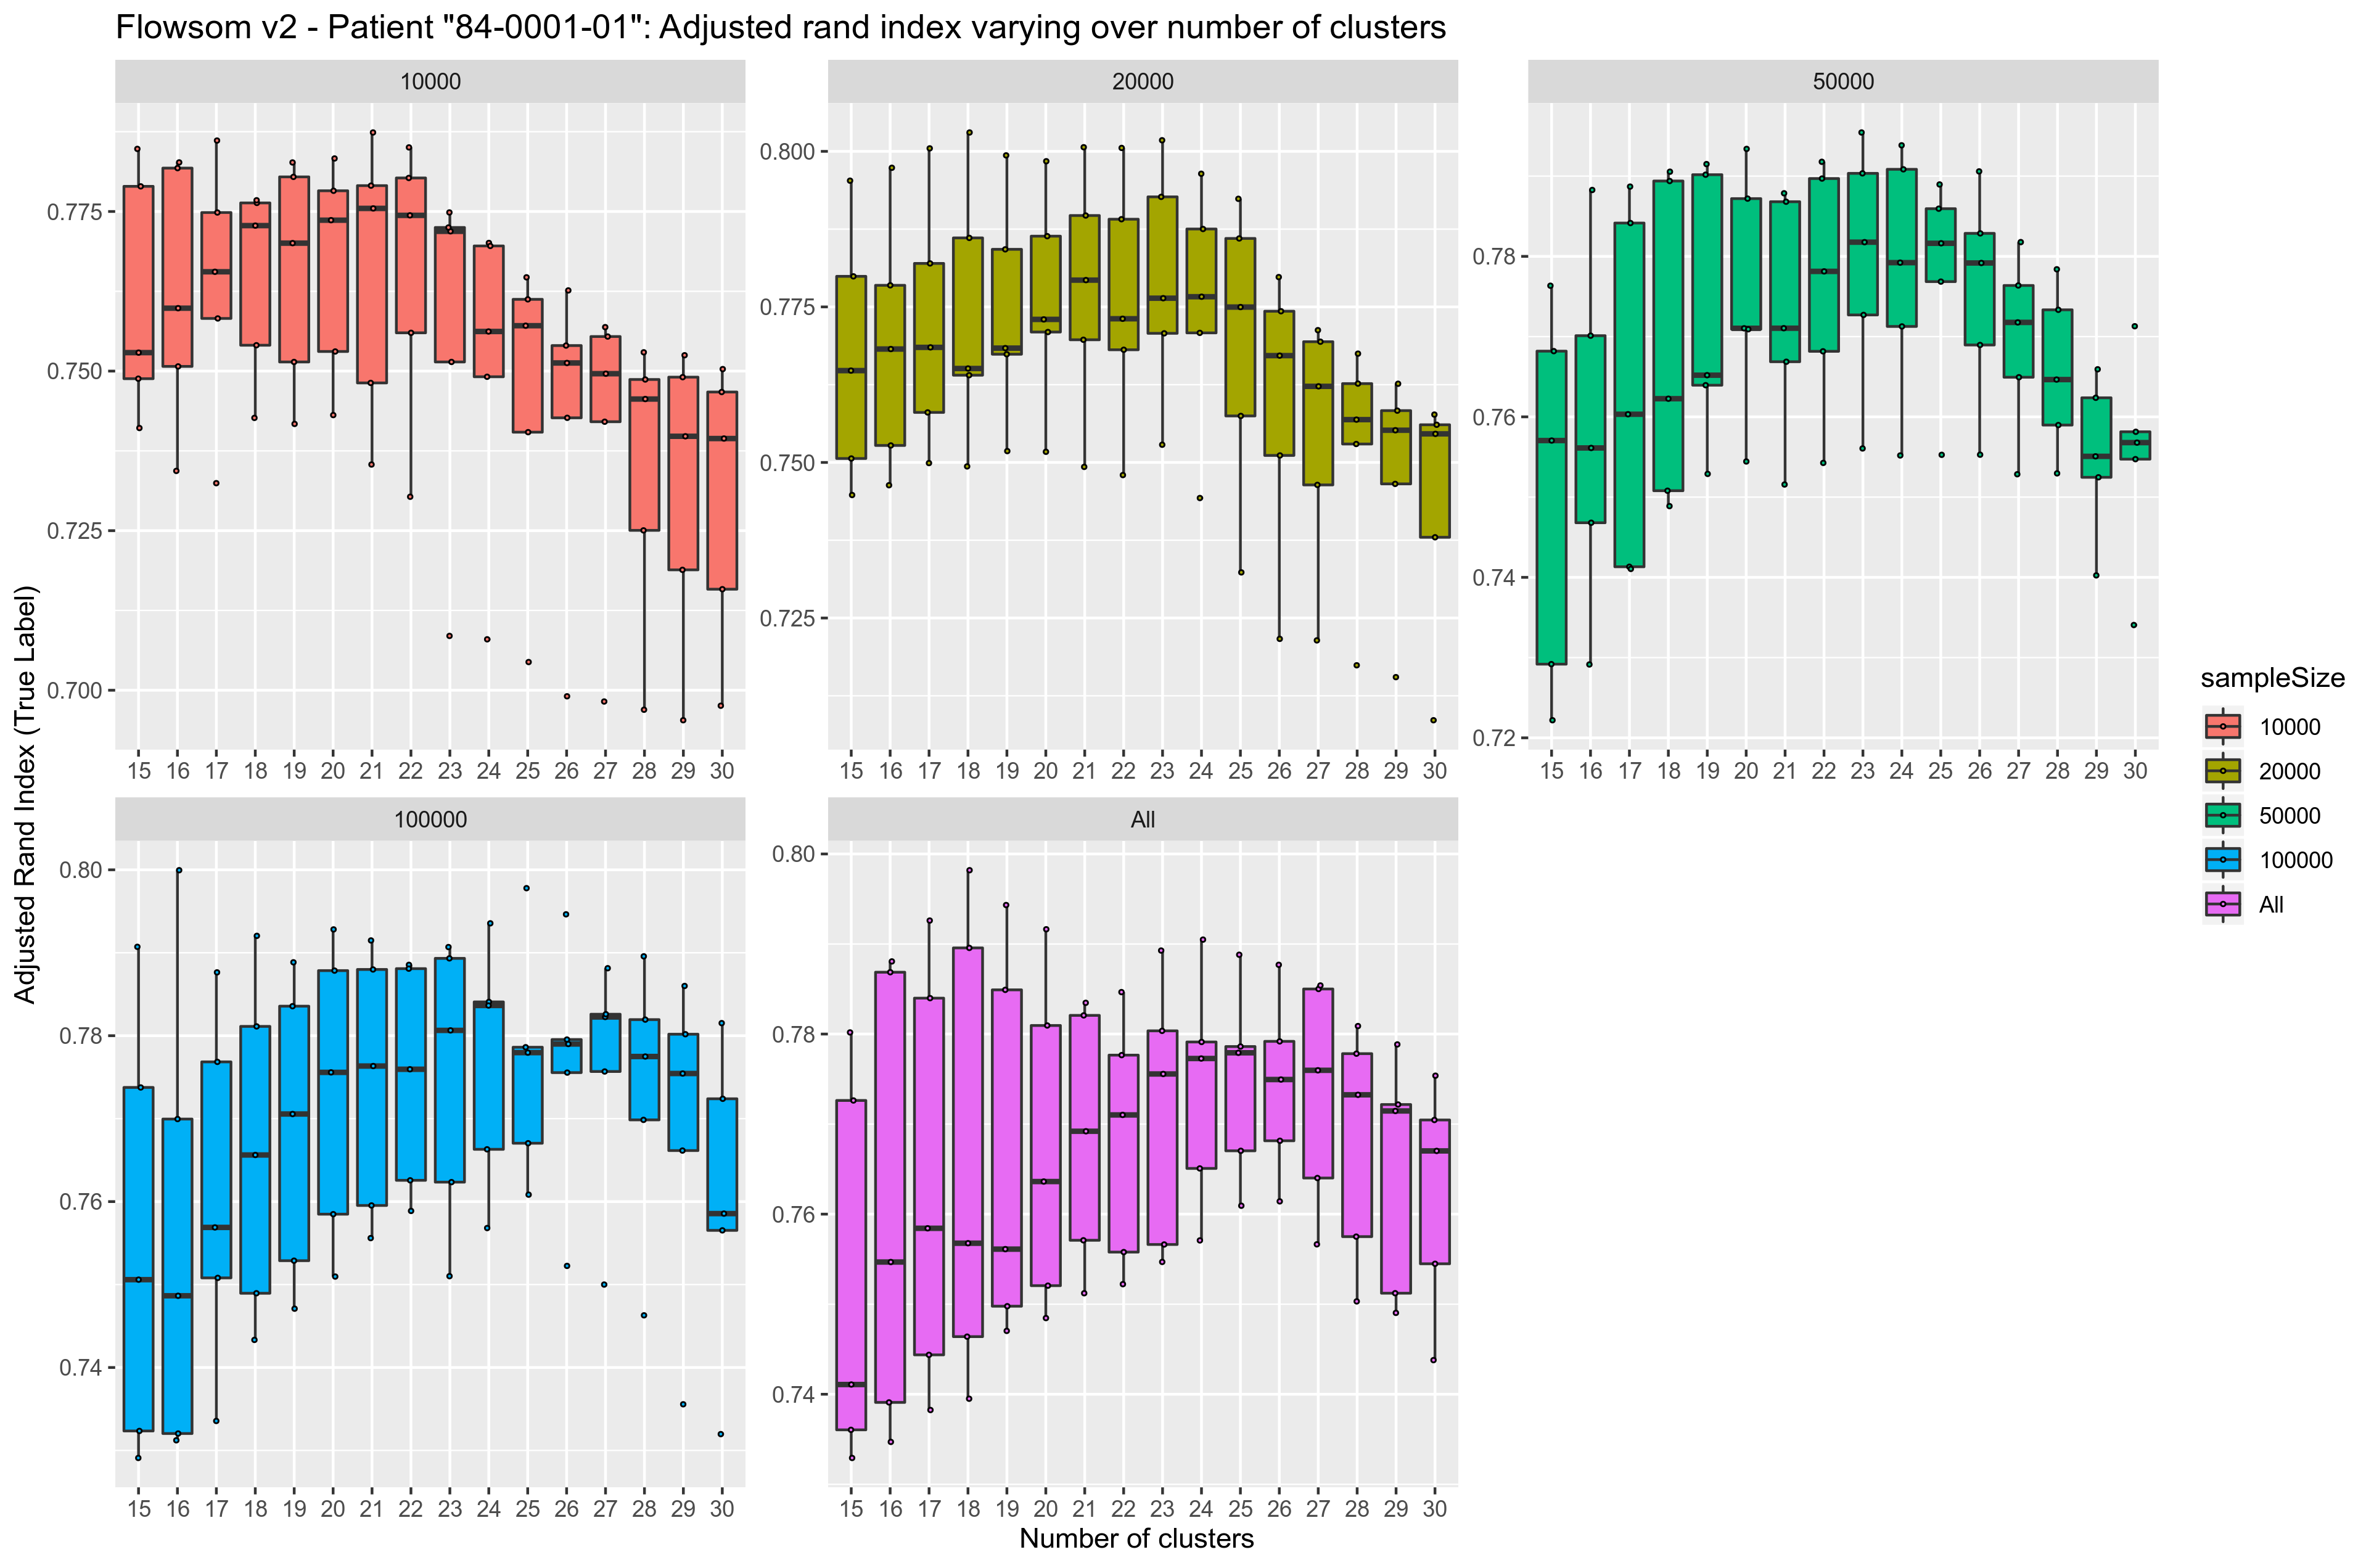 Flowsom v2 - Patient "84-0001-01": Adjusted rand index varying over number of clusters
Adjusted Rand Index (True Label)
10000
0.775
0.750
0.725
0.700
15 16 17 18 19 20 21 22 23 24 25 26 27 28 29 30
20000
0.800
0.775
0.750
0.725
15 16 17 18 19 20 21 22 23 24 25 26 27 28 29 30
50000
0.78
0.76
0.74
0.72
15 16 17 18 19 20 21 22 23 24 25 26 27 28 29 30
100000
0.80
0.78
0.76
0.74
15 16 17 18 19 20 21 22 23 24 25 26 27 28 29 30
All
0.80
0.78
0.76
0.74
15 16 17 18 19 20 21 22 23 24 25 26 27 28 29 30
Number of clusters
sampleSize
10000
20000
50000
100000
All